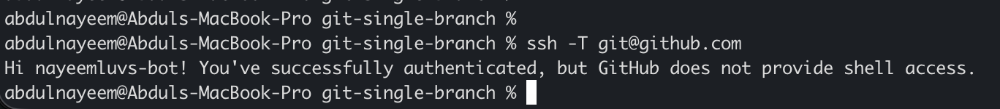 abdulnayeem@Abduls-MacBook-Pro git-single-branch %
abdulnayeem@Abduls-MacBook-Pro git-single-branch % ssh -T git@github.com
Hi nayeemluvs-bot! You've successfully authenticated, but GitHub does not provide shell access.
abdulnayeem@Abduls-MacBook-Pro git-single-branch %